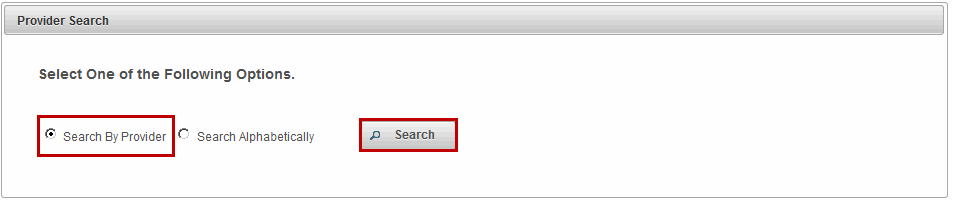 Provider Search
Select One of the Following Options.
Search By Provider Search Alphabetically Search